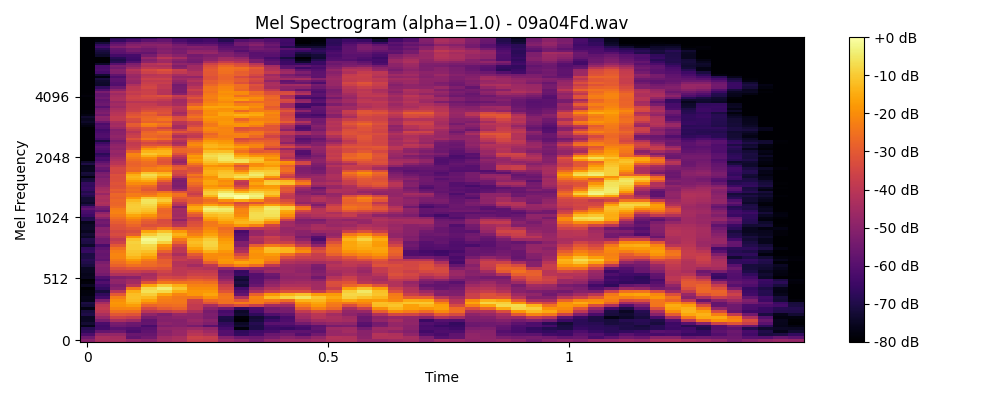 Mel Spectrogram (alpha=1.0) - 09a04Fd.wav
Mel Frequency
4096
2048
1024
512
0
0
0.5
1
Time
+0 dB
-10 dB
-20 dB
-30 dB
-40 dB
-50 dB
-60 dB
-70 dB
-80 dB